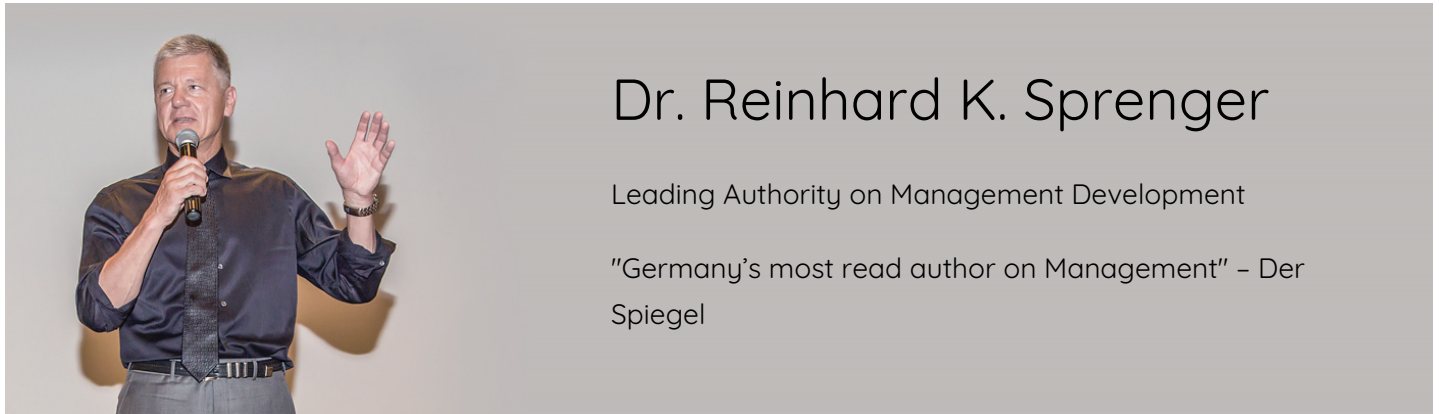 Dr. Reinhard K. Sprenger
Leading Authority on Management Development
"Germany’s most read author on Management" – Der
Spiegel